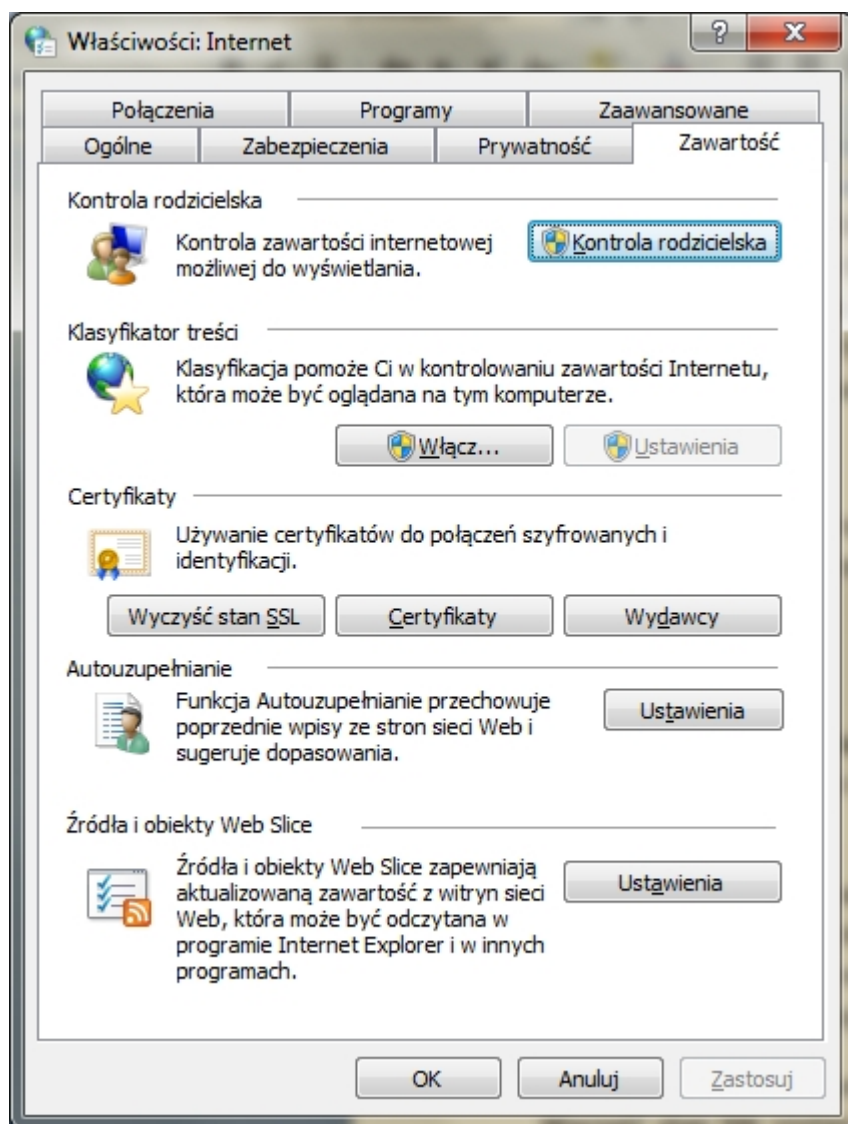 Właściwości: Internet
Połączenia Programy Zaawansowane
Ogólne Zabezpieczenia Prywatność Zawartość
Kontrola rodzicielska
Kontrola zawartości internetowej
możliwej do wyświetlania.
Kontrola rodzicielska
Klasyfikator treści
Klasyfikacja pomoże Ci w kontrolowaniu zawartości Internetu,
która może być oglądana na tym komputerze.
Włącz... Ustawienia
Certyfikaty
Używanie certyfikatów do połączeń szyfrowanych i
identyfikacji.
Wyczyść stan SSL Certyfikaty Wydawcy
Autouzupełnianie
Funkcja Autouzupełnianie przechowuje
poprzednie wpisy ze stron sieci Web i
sugeruje dopasowania.
Ustawienia
Źródła i obiekty Web Slice
Źródła i obiekty Web Slice zapewniają
aktualizowaną zawartość z witryn sieci
Web, która może być odczytana w
programie Internet Explorer i w innych
programach.
Ustawienia
OK Anuluj Zastosuj